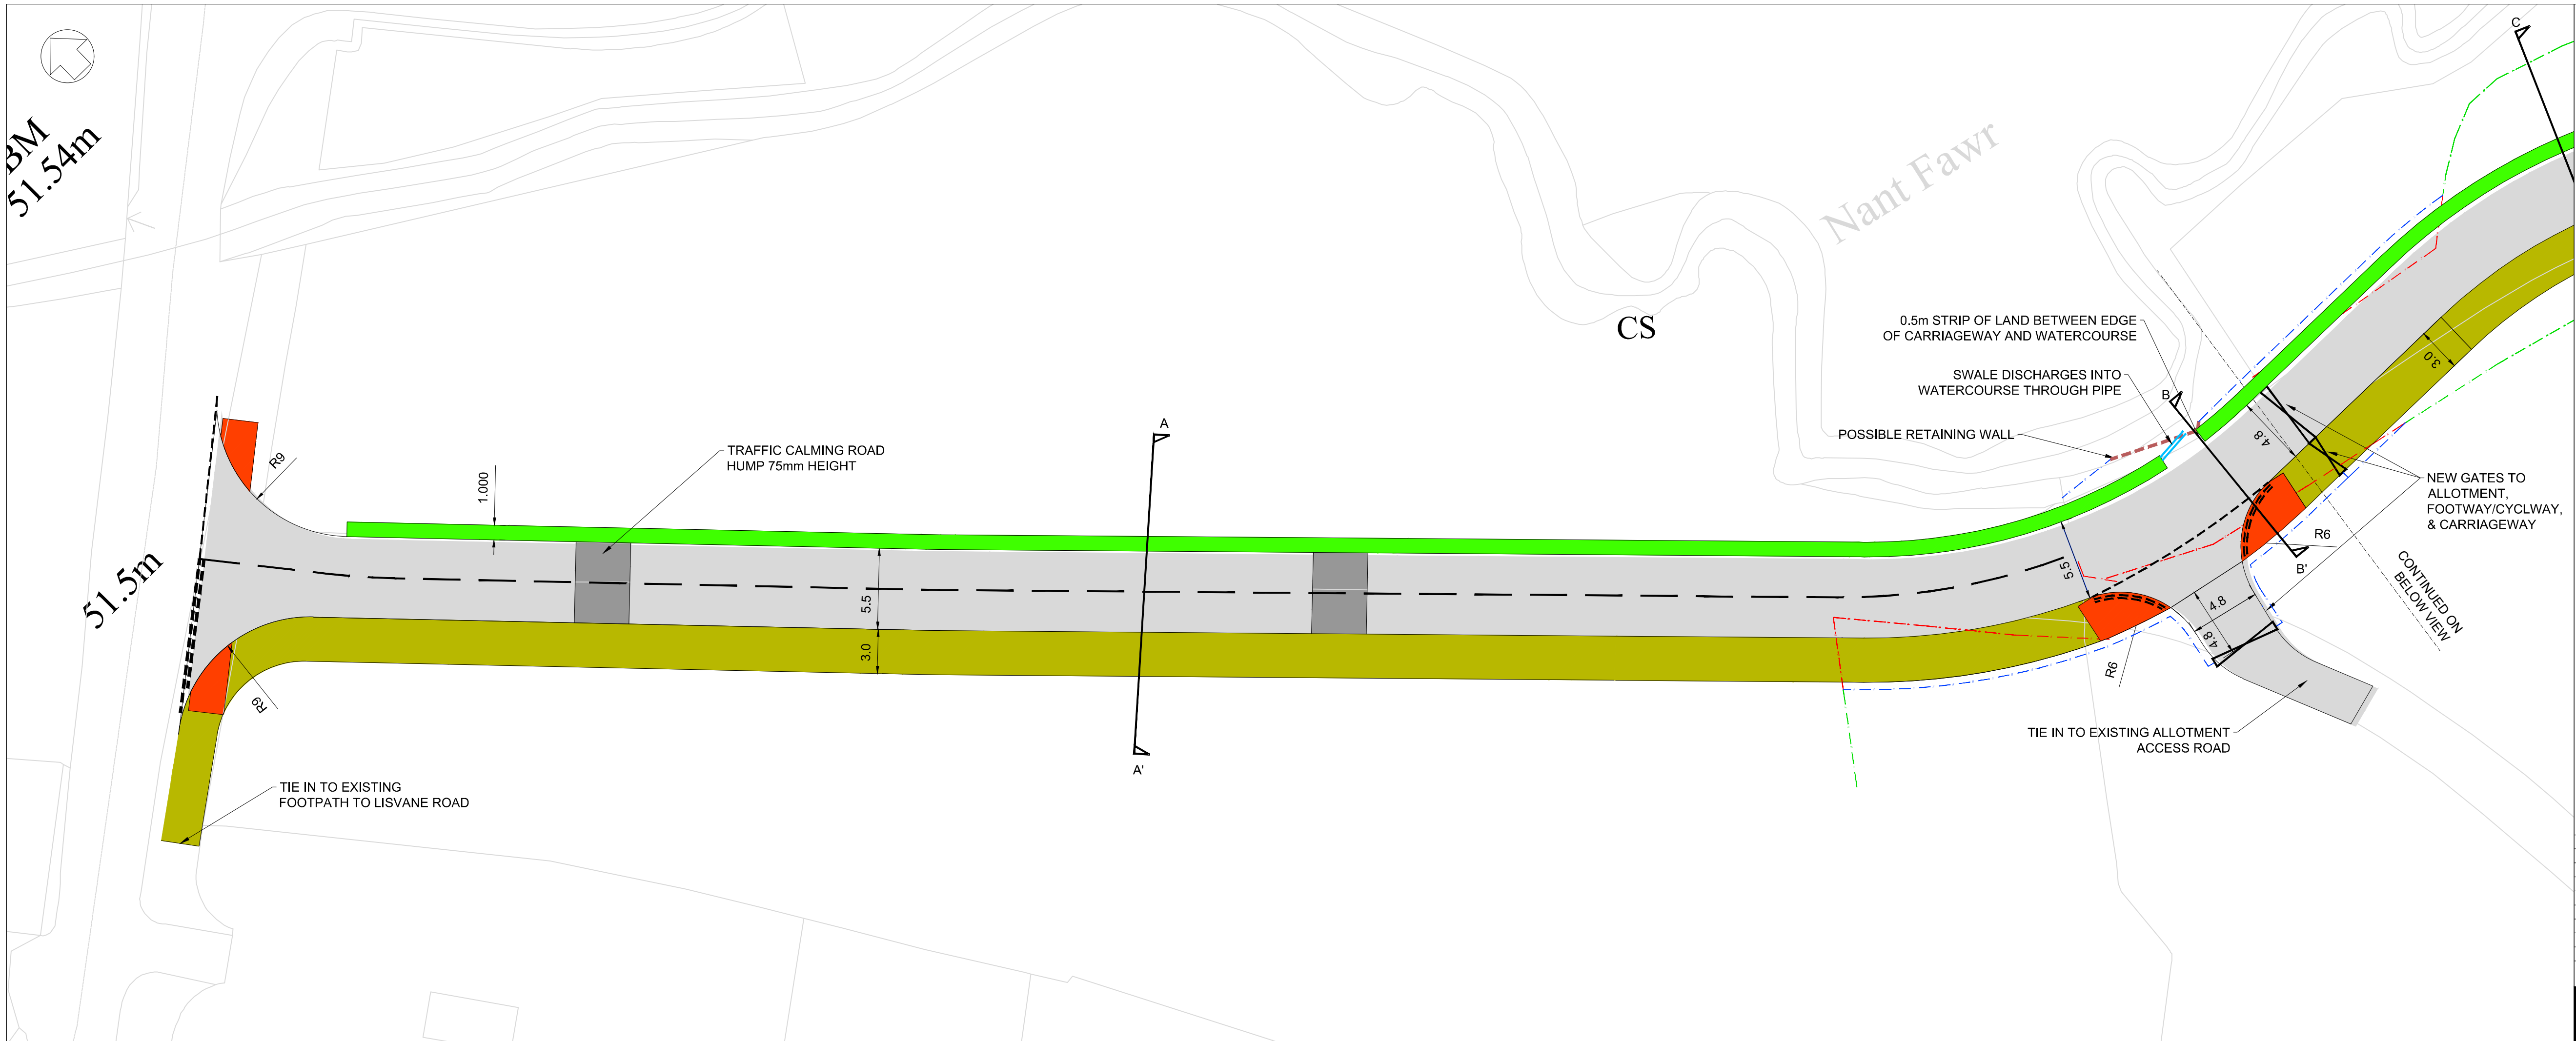 C
BM
51.54m
Nant Fawr
CS
0.5m STRIP OF LAND BETWEEN EDGE
OF CARRIAGEWAY AND WATERCOURSE
SWALE DISCHARGES INTO
WATERCOURSE THROUGH PIPE
POSSIBLE RETAINING WALL
B
3.0
4.8
NEW GATES TO
ALLOTMENT,
FOOTWAY/CYCLWAY,
& CARRIAGEWAY
R6
B'
CONTINUED ON
BELOW VIEW
R9
1.000
TRAFFIC CALMING ROAD
HUMP 75mm HEIGHT
A
51.5m
5.5
3.0
5.5
4.8
4.8
R6
R9
A'
TIE IN TO EXISTING ALLOTMENT
ACCESS ROAD
TIE IN TO EXISTING
FOOTPATH TO LISVANE ROAD